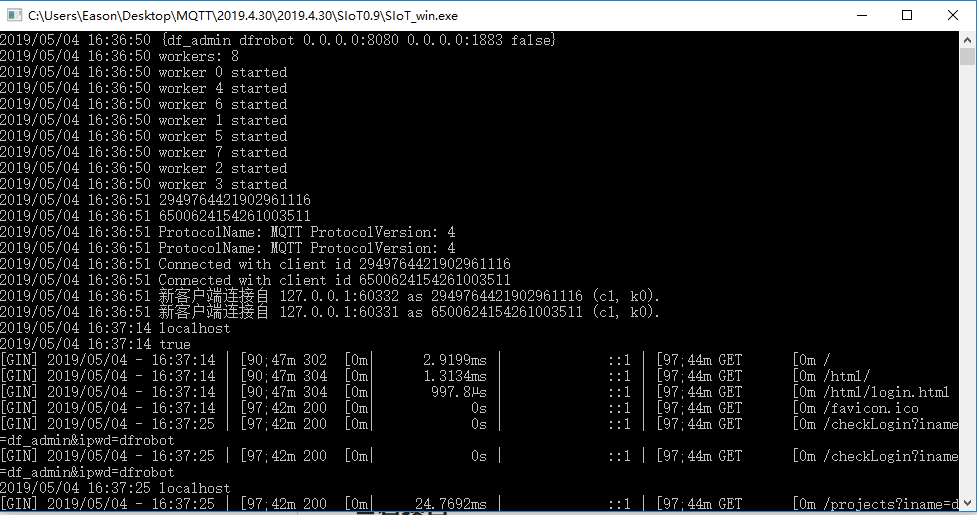 C:\Users\Eason\Desktop\MQTT\2019.4.30\2019.4.30\SIoT0.9\SIoT_win.exe
2019/05/04 16:36:50 {df_admin dfrobot 0.0.0.0:8080 0.0.0.0:1883 false}
2019/05/04 16:36:50 workers: 8
2019/05/04 16:36:50 worker 0 started
2019/05/04 16:36:50 worker 4 started
2019/05/04 16:36:50 worker 6 started
2019/05/04 16:36:50 worker 1 started
2019/05/04 16:36:50 worker 5 started
2019/05/04 16:36:50 worker 7 started
2019/05/04 16:36:50 worker 2 started
2019/05/04 16:36:50 worker 3 started
2019/05/04 16:36:51 2949764421902961116
2019/05/04 16:36:51 6500624154261003511
2019/05/04 16:36:51 ProtocolName: MQTT ProtocolVersion: 4
2019/05/04 16:36:51 ProtocolName: MQTT ProtocolVersion: 4
2019/05/04 16:36:51 Connected with client id 2949764421902961116
2019/05/04 16:36:51 Connected with client id 6500624154261003511
2019/05/04 16:36:51 新客户端连接自 127.0.0.1:60332 as 2949764421902961116 (c1, k0).
2019/05/04 16:36:51 新客户端连接自 127.0.0.1:60331 as 6500624154261003511 (c1, k0).
2019/05/04 16:37:14 localhost
2019/05/04 16:37:14 true
[GIN] 2019/05/04 - 16:37:14 | [90;47m 302 [0m| 2.9199ms | ::1 | [97;44m GET [0m /
[GIN] 2019/05/04 - 16:37:14 | [90;47m 304 [0m| 1.3134ms | ::1 | [97;44m GET [0m /html/
[GIN] 2019/05/04 - 16:37:14 | [90;47m 304 [0m| 997.8µs | ::1 | [97;44m GET [0m /html/login.html
[GIN] 2019/05/04 - 16:37:14 | [97;42m 200 [0m| 0s | ::1 | [97;44m GET [0m /favicon.ico
[GIN] 2019/05/04 - 16:37:25 | [97;42m 200 [0m| 0s | ::1 | [97;44m GET [0m /checkLogin?iname
=df_admin&ipwd=dfrobot
[GIN] 2019/05/04 - 16:37:25 | [97;42m 200 [0m| 0s | ::1 | [97;44m GET [0m /checkLogin?iname
=df_admin&ipwd=dfrobot
2019/05/04 16:37:25 localhost
[GIN] 2019/05/04 - 16:37:25 | [97;42m 200 [0m| 24.7692ms | ::1 | [97;44m GET [0m /projects?iname=d